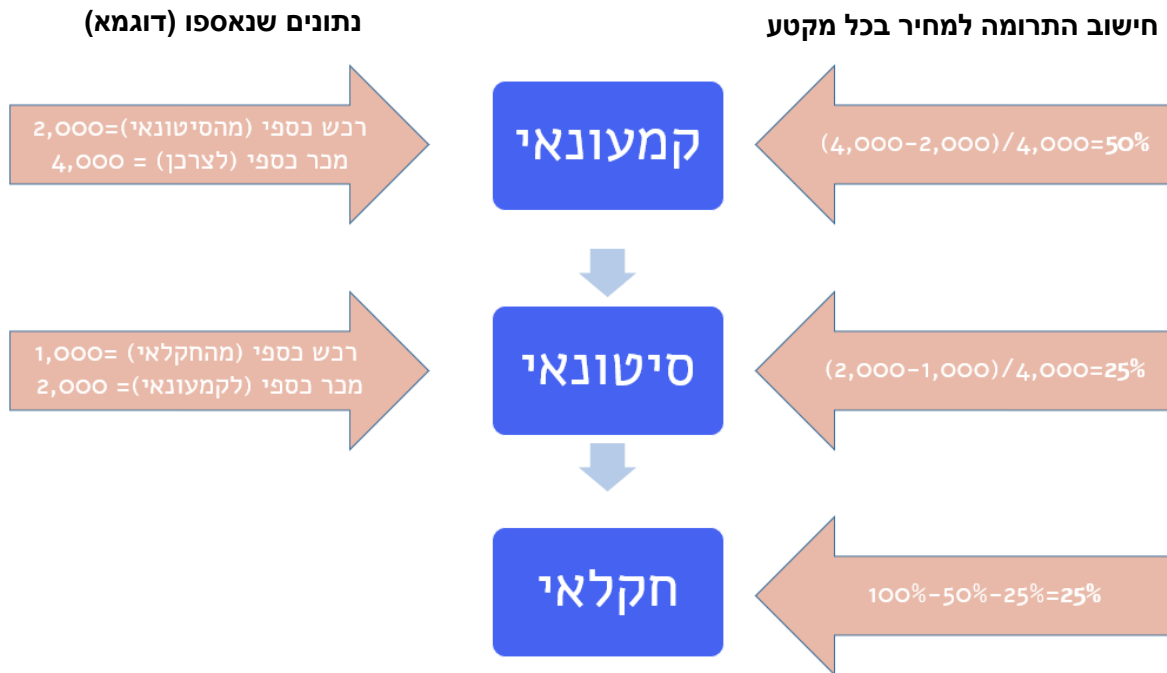 חישוב התרומה למחיר בכל מקטע
נתונים שנאספו (דוגמא)
(4,000-2,000)/4,000=50%
קמעונאי
רכש כספי (מהסיטונאי)=2,000
מכר כספי (לצרכן) = 4,000
(2,000-1,000)/4,000=25%
סיטונאי
רכש כספי (מהחקלאי) =1,000
מכר כספי (לקמעונאי)= 2,000
חקלאי
100%-50%-25%=25%